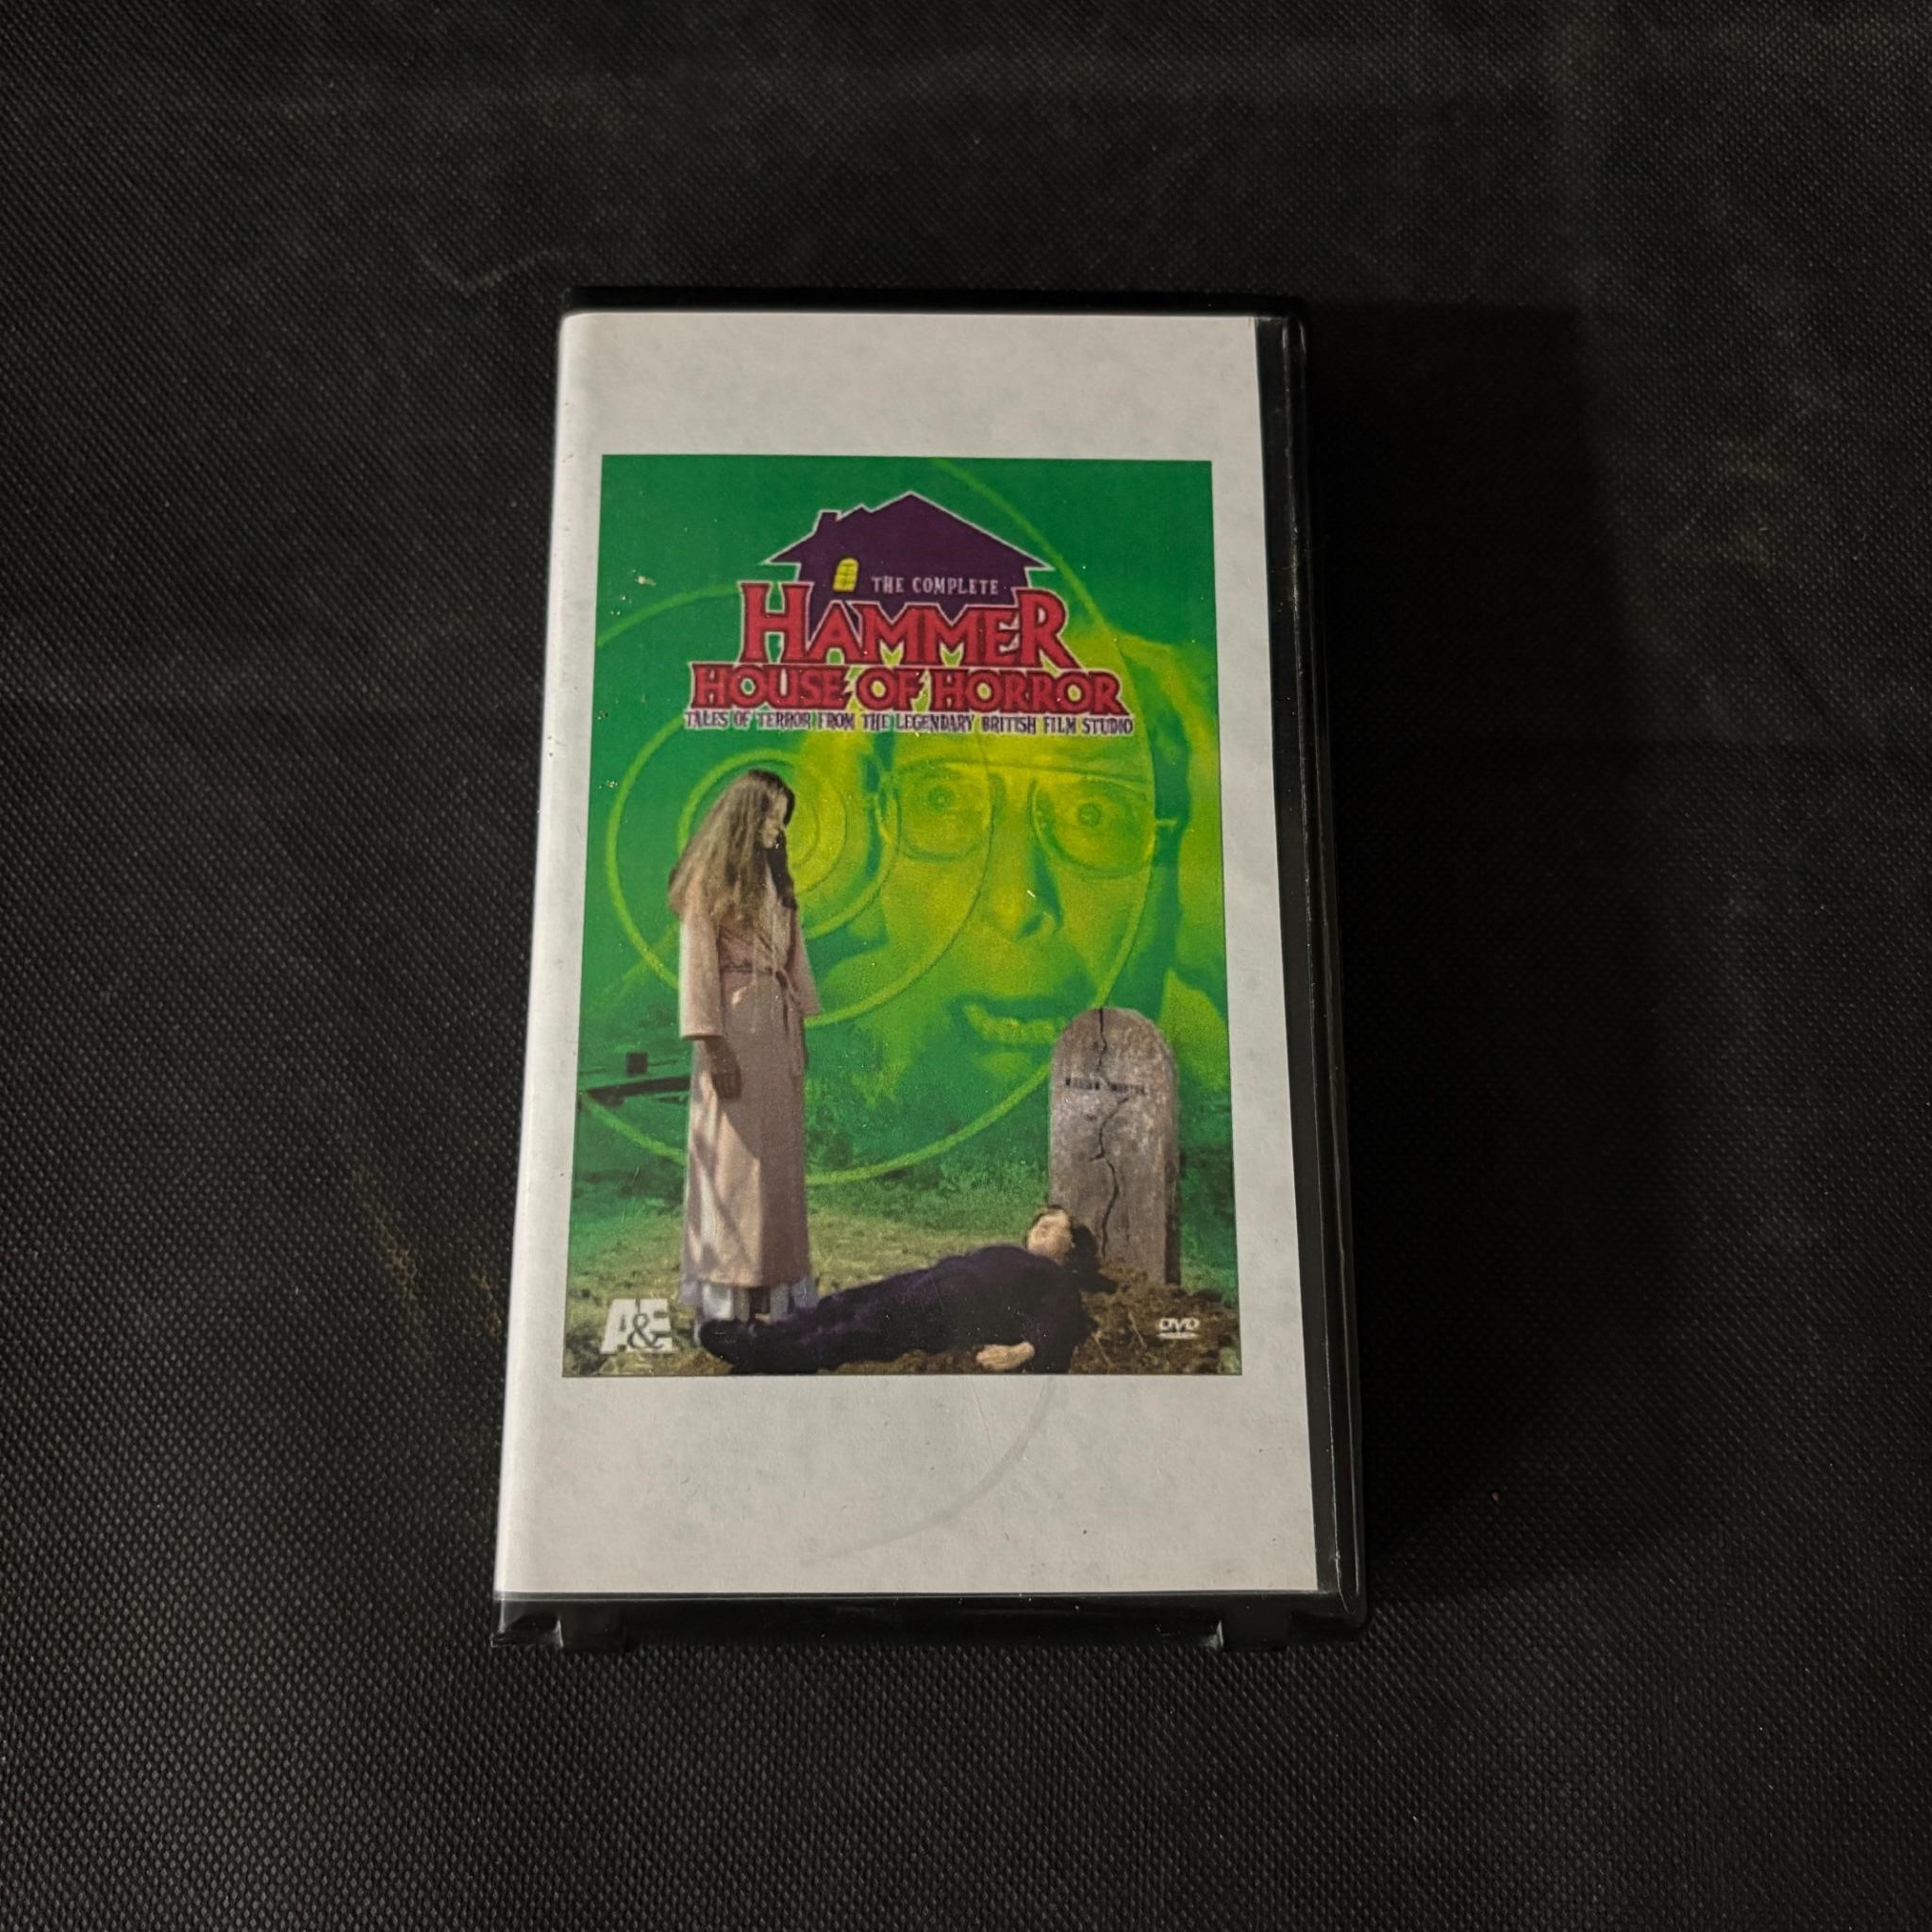 THE COMPLETE
HAMMER
HOUSE OF HORROR
TALES OF TERROR FROM THE LEGENDARY BRITISH FILM STUDIO
A&E
DVD